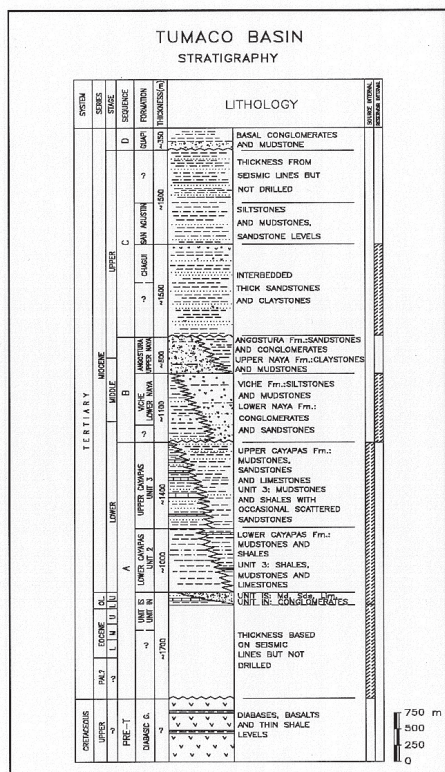 TUMACO BASIN
STRATIGRAPHY
SYSTEM
SERIES
STAGE
SEQUENCE
FORMATION
THICKNESS(m)
LITHOLOGY
SOURCE INTERVAL
RESERVOIR INTERVAL
TERTIARY
CRETACEOUS
MIOCENE
OL.
EOCENE
PAL?
UPPER
UPPER
MIDDLE
LOWER
U
L
U
M
L
?
?
D
C
B
A
PRE-T
GUAPI
?
SAN AGUSTIN
CHAGUI
?
ANGOSTURA
UPPER NAYA
VICHE
LOWER NAYA
?
UPPER CAYAPAS
UNIT 3
LOWER CAYAPAS
UNIT 2
UNIT IS
UNIT IN
?
DIABASIC G.
~350
~1500
~1500
~800
~1100
~1400
~1000
~1700
?
BASAL CONGLOMERATES
AND MUDSTONE
THICKNESS FROM
SEISMIC LINES BUT
NOT DRILLED
SILTSTONES
AND MUDSTONES,
SANDSTONE LEVELS
INTERBEDDED
THICK SANDSTONES
AND CLAYSTONES
ANGOSTURA Fm.:SANDSTONES
AND CONGLOMERATES
UPPER NAYA Fm.:CLAYSTONES
AND MUDSTONES
VICHE Fm.:SILTSTONES
AND MUDSTONES
LOWER NAYA Fm.:
CONGLOMERATES
AND SANDSTONES
UPPER CAYAPAS Fm.:
MUDSTONES,
SANDSTONES
AND LIMESTONES
UNIT 3: MUDSTONES
AND SHALES WITH
OCCASIONAL SCATTERED
SANDSTONES
LOWER CAYAPAS Fm.:
MUDSTONES AND
SHALES
UNIT 3: SHALES,
MUDSTONES AND
LIMESTONES
UNIT IS: Md, Sds, Lim.
UNIT IN: CONGLOMERATES
THICKNESS BASED
ON SEISMIC
LINES BUT NOT
DRILLED
DIABASES, BASALTS
AND THIN SHALE
LEVELS
750 m
500
250
0